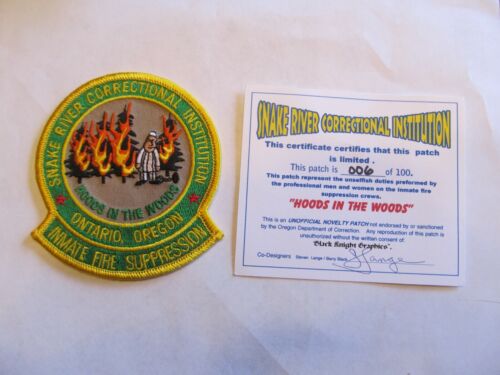 SNAKE RIVER CORRECTIONAL INSTITUTION
HOODS IN THE WOODS
ONTARIO, OREGON
INMATE FIRE SUPPRESSION
SNAKE RIVER CORRECTIONAL INSTITUTION
This certificate certifies that this patch
is limited .
This patch is 006 of 100.
This patch represent the unselfish duties preformed by
the professional men and women on the inmate fire
suppression crews.
"HOODS IN THE WOODS"
This is an UNOFFICIAL NOVELTY PATCH not endorsed by or sanctioned
by the Oregon Department of Correction. Any reproduction of this patch is
unauthorized without the written consent of
"Black Knight Graphics".
Co-Designers Steven, Lange / Barry Black